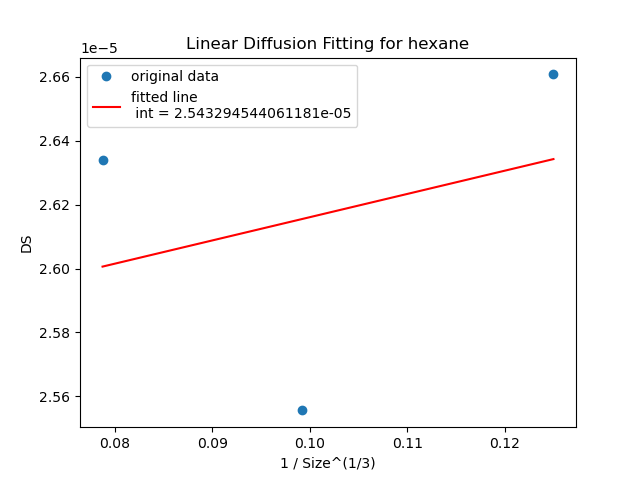 Linear Diffusion Fitting for hexane
1e−5
original data
fitted line
int = 2.543294544061181e-05
2.66
2.64
2.62
2.60
2.58
2.56
DS
0.08
0.09
0.10
0.11
0.12
1 / Size^(1/3)